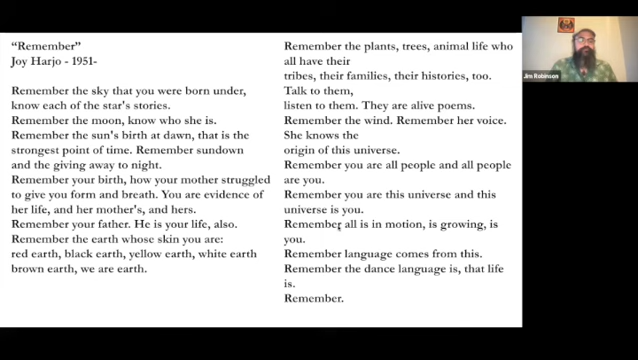 “Remember”
Joy Harjo - 1951-
Remember the sky that you were born under,
know each of the star's stories.
Remember the moon, know who she is.
Remember the sun's birth at dawn, that is the
strongest point of time. Remember sundown
and the giving away to night.
Remember your birth, how your mother struggled
to give you form and breath. You are evidence of
her life, and her mother's, and hers.
Remember your father. He is your life, also.
Remember the earth whose skin you are:
red earth, black earth, yellow earth, white earth
brown earth, we are earth.
Remember the plants, trees, animal life who
all have their
tribes, their families, their histories, too.
Talk to them,
listen to them. They are alive poems.
Remember the wind. Remember her voice.
She knows the
origin of this universe.
Remember you are all people and all people
are you.
Remember you are this universe and this
universe is you.
Remember all is in motion, is growing, is
you.
Remember language comes from this.
Remember the dance language is, that life
is.
Remember.
Jim Robinson